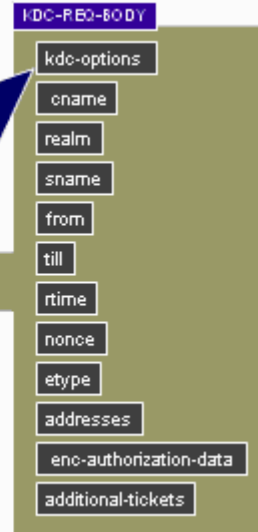 KDC-REQ-BODY
kdc-options
cname
realm
sname
from
till
rtime
nonce
etype
addresses
enc-authorization-data
additional-tickets